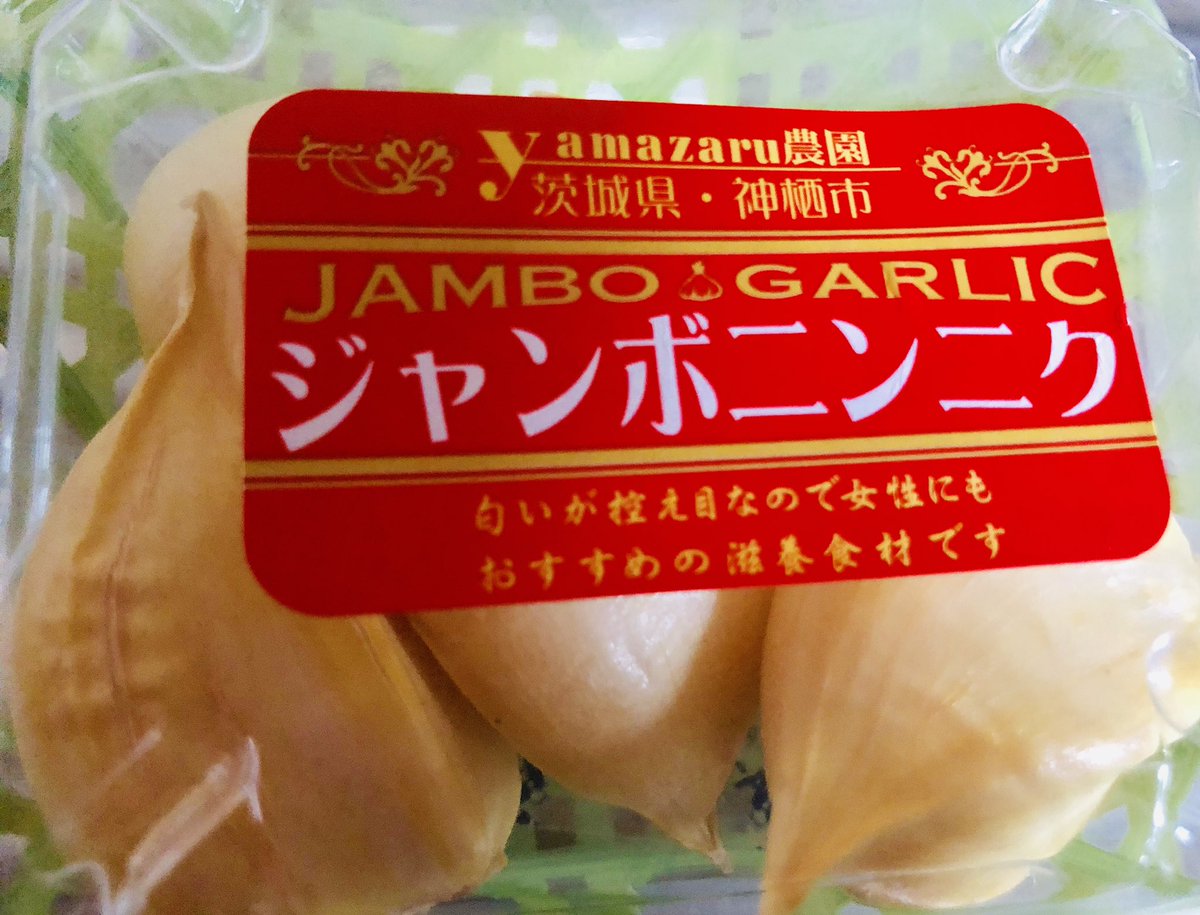 yamazaru農園
茨城県・神栖市
JAMBO GARLIC
ジャンボニンニク
匂いが控え目なので女性にも
おすすめの滋養食材です